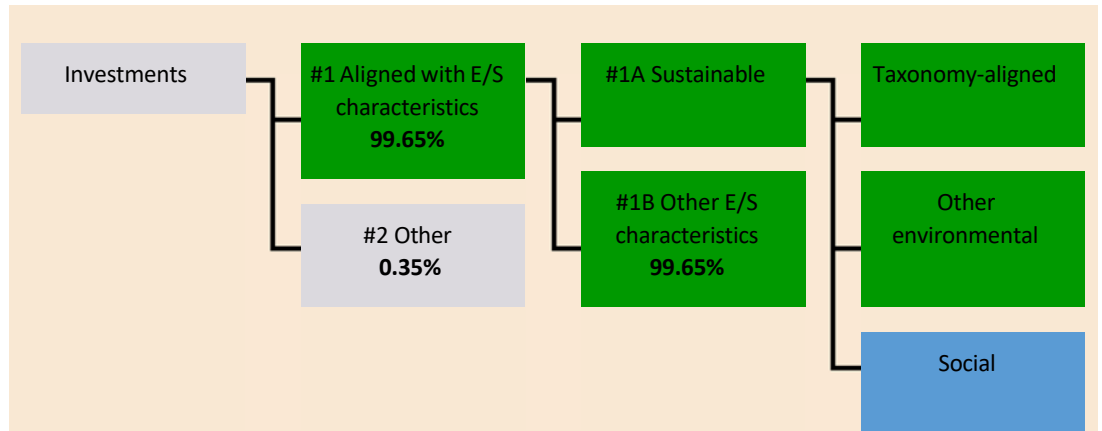 Investments
#1 Aligned with E/S
characteristics
99.65%
#2 Other
0.35%
#1A Sustainable
#1B Other E/S
characteristics
99.65%
Taxonomy-aligned
Other
environmental
Social